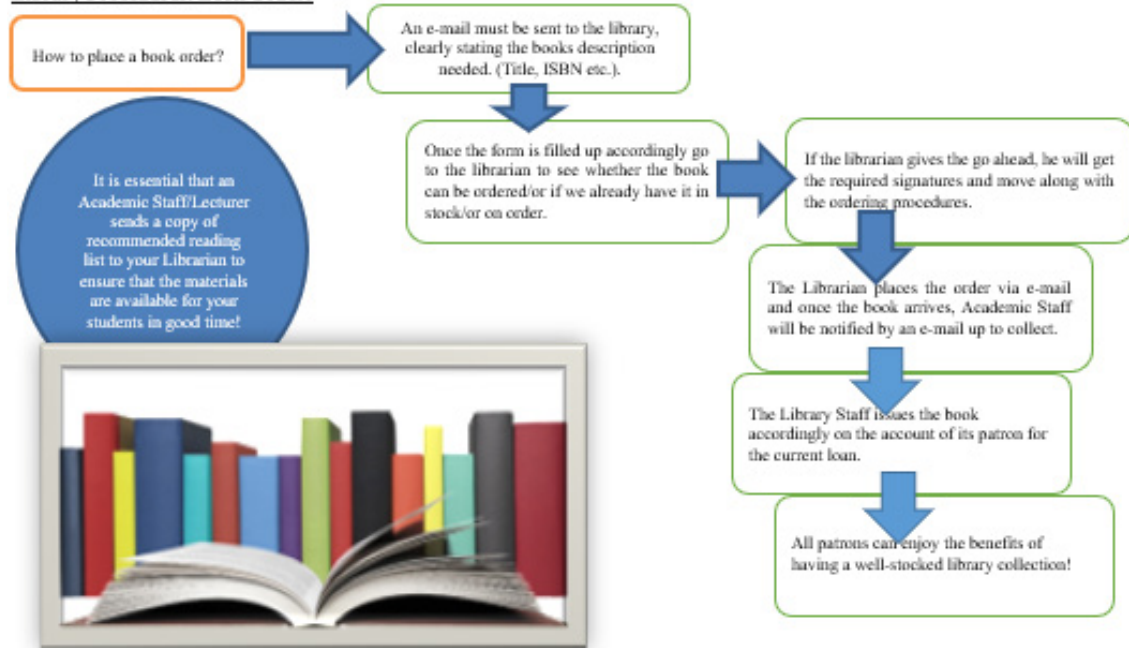 How to place a book order?
An e-mail must be sent to the library,
clearly stating the books description
needed. (Title, ISBN etc.).
Once the form is filled up accordingly go
to the librarian to see whether the book
can be ordered/or if we already have it in
stock/or on order.
If the librarian gives the go ahead, he will get
the required signatures and move along with
the ordering procedures.
The Librarian places the order via e-mail
and once the book arrives, Academic Staff
will be notified by an e-mail up to collect.
The Library Staff issues the book
accordingly on the account of its patron for
the current loan.
All patrons can enjoy the benefits of
having a well-stocked library collection!
It is essential that an
Academic Staff/Lecturer
sends a copy of
recommended reading
list to your Librarian to
ensure that the materials
are available for your
students in good time!